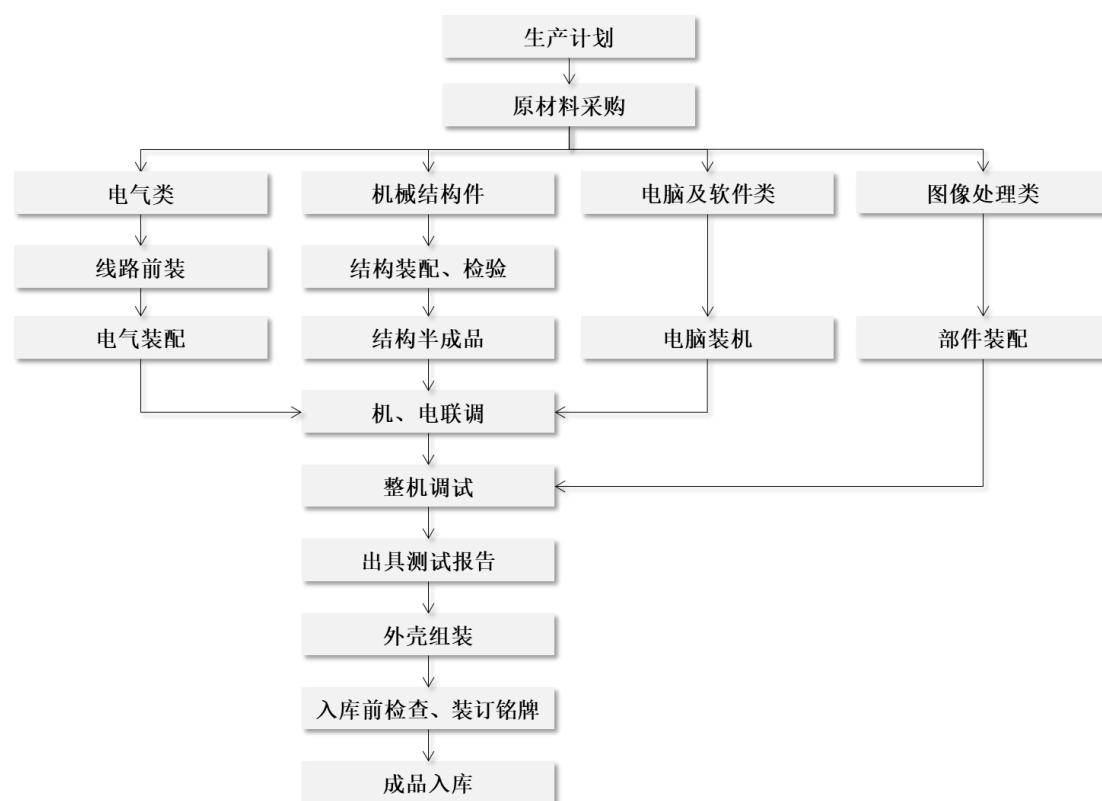 生产计划
原材料采购
电气类
机械结构件
电脑及软件类
图像处理类
线路前装
结构装配、检验
电气装配
结构半成品
电脑装机
部件装配
机、电联调
整机调试
出具测试报告
外壳组装
入库前检查、装订铭牌
成品入库